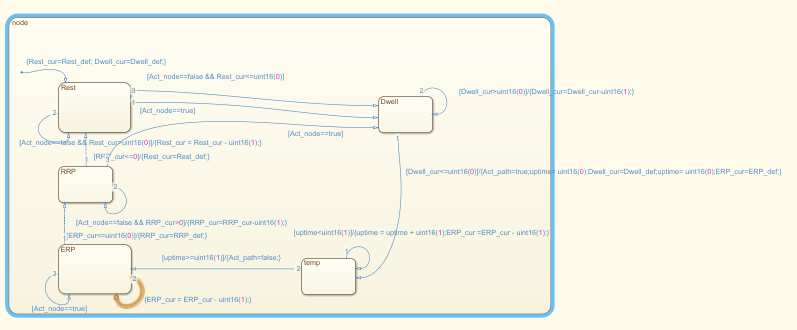 node
{Rest_cur=Rest_def; Dwell_cur=Dwell_def;}
[Act_node==false && Rest_cur<=uint16(0)]
Rest
3
2
[Dwell_cur>uint16(0)]/{Dwell_cur=Dwell_cur-uint16(1);}
1
Dwell
[Act_node==true]
2
[Act_node==true]
1
[Act_node==false && Rest_cur>uint16(0)]/{Rest_cur = Rest_cur - uint16(1);}
1
[RRP_cur<=0]/{Rest=Rest_def;}
RRP
[Dwell_cur<=uint16(0)]/{Act_path=true;uptime= uint16(0);Dwell_cur=Dwell_def;uptime= uint16(0);ERP_cur=ERP_def;}
2
[Act_node==false && RRP_cur>0]/{RRP_cur=RRP_cur-uint16(1);}
[uptime<uint16(1)]/{uptime = uptime + uint16(1);ERP_cur =ERP_cur - uint16(1);}
1
[ERP_cur<=uint16(0)]/{RRP_cur=RRP_def;}
ERP
1
[uptime>=uint16(1)]/{Act_path=false;}
temp
2
3
2
{ERP_cur = ERP_cur - uint16(1);}
[Act_node==true]